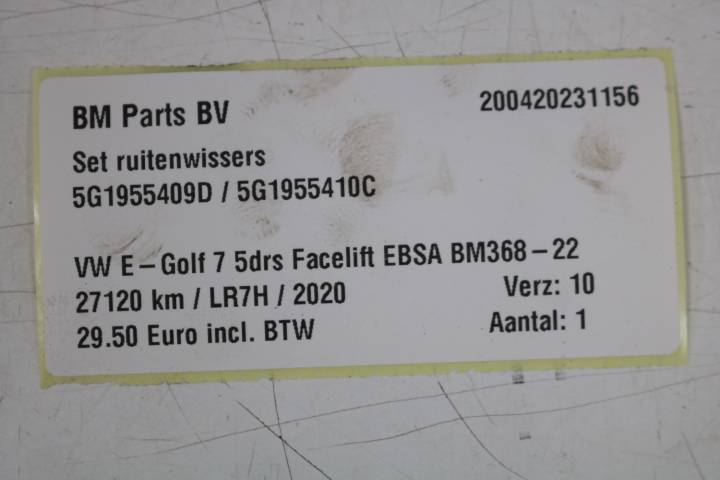 BM Parts BV 200420231156
Set ruitenwissers
5G1955409D / 5G1955410C
VW E-Golf 7 5drs Facelift EBSA BM368-22
27120 km / LR7H / 2020 Verz: 10
29.50 Euro incl. BTW Aantal: 1